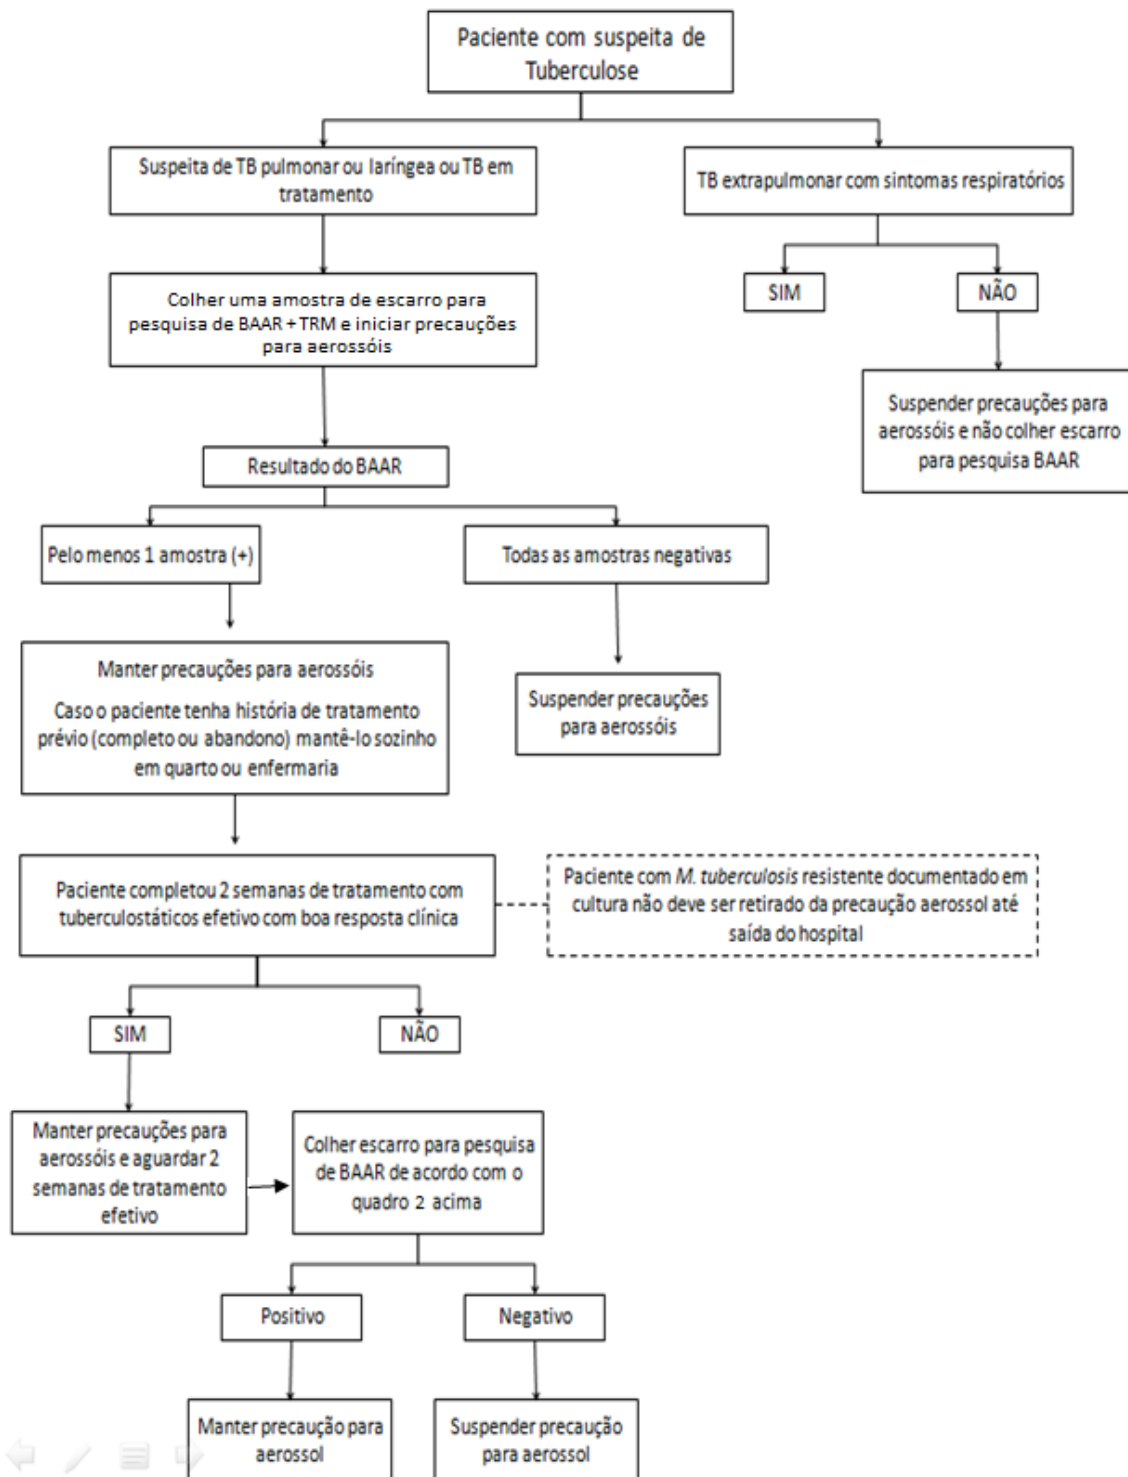 Paciente com suspeita de
Tuberculose
Suspeita de TB pulmonar ou laríngea ou TB em
tratamento
TB extrapulmonar com sintomas respiratórios
SIM
NÃO
Colher uma amostra de escarro para
pesquisa de BAAR + TRM e iniciar precauções
para aerossóis
Suspender precauções para
aerossóis e não colher escarro
para pesquisa BAAR
Resultado do BAAR
Pelo menos 1 amostra (+)
Todas as amostras negativas
Manter precauções para aerossóis
Caso o paciente tenha história de tratamento
prévio (completo ou abandono) mantê-lo sozinho
em quarto ou enfermaria
Suspender precauções
para aerossóis
Paciente completou 2 semanas de tratamento com
tuberculostáticos efetivo com boa resposta clínica
Paciente com M. tuberculosis resistente documentado em
cultura não deve ser retirado da precaução aerossol até
saída do hospital
SIM
NÃO
Manter precauções para
aerossóis e aguardar 2
semanas de tratamento
efetivo
Colher escarro para pesquisa
de BAAR de acordo com o
quadro 2 acima
Positivo
Negativo
Manter precaução para
aerossol
Suspender precaução
para aerossol